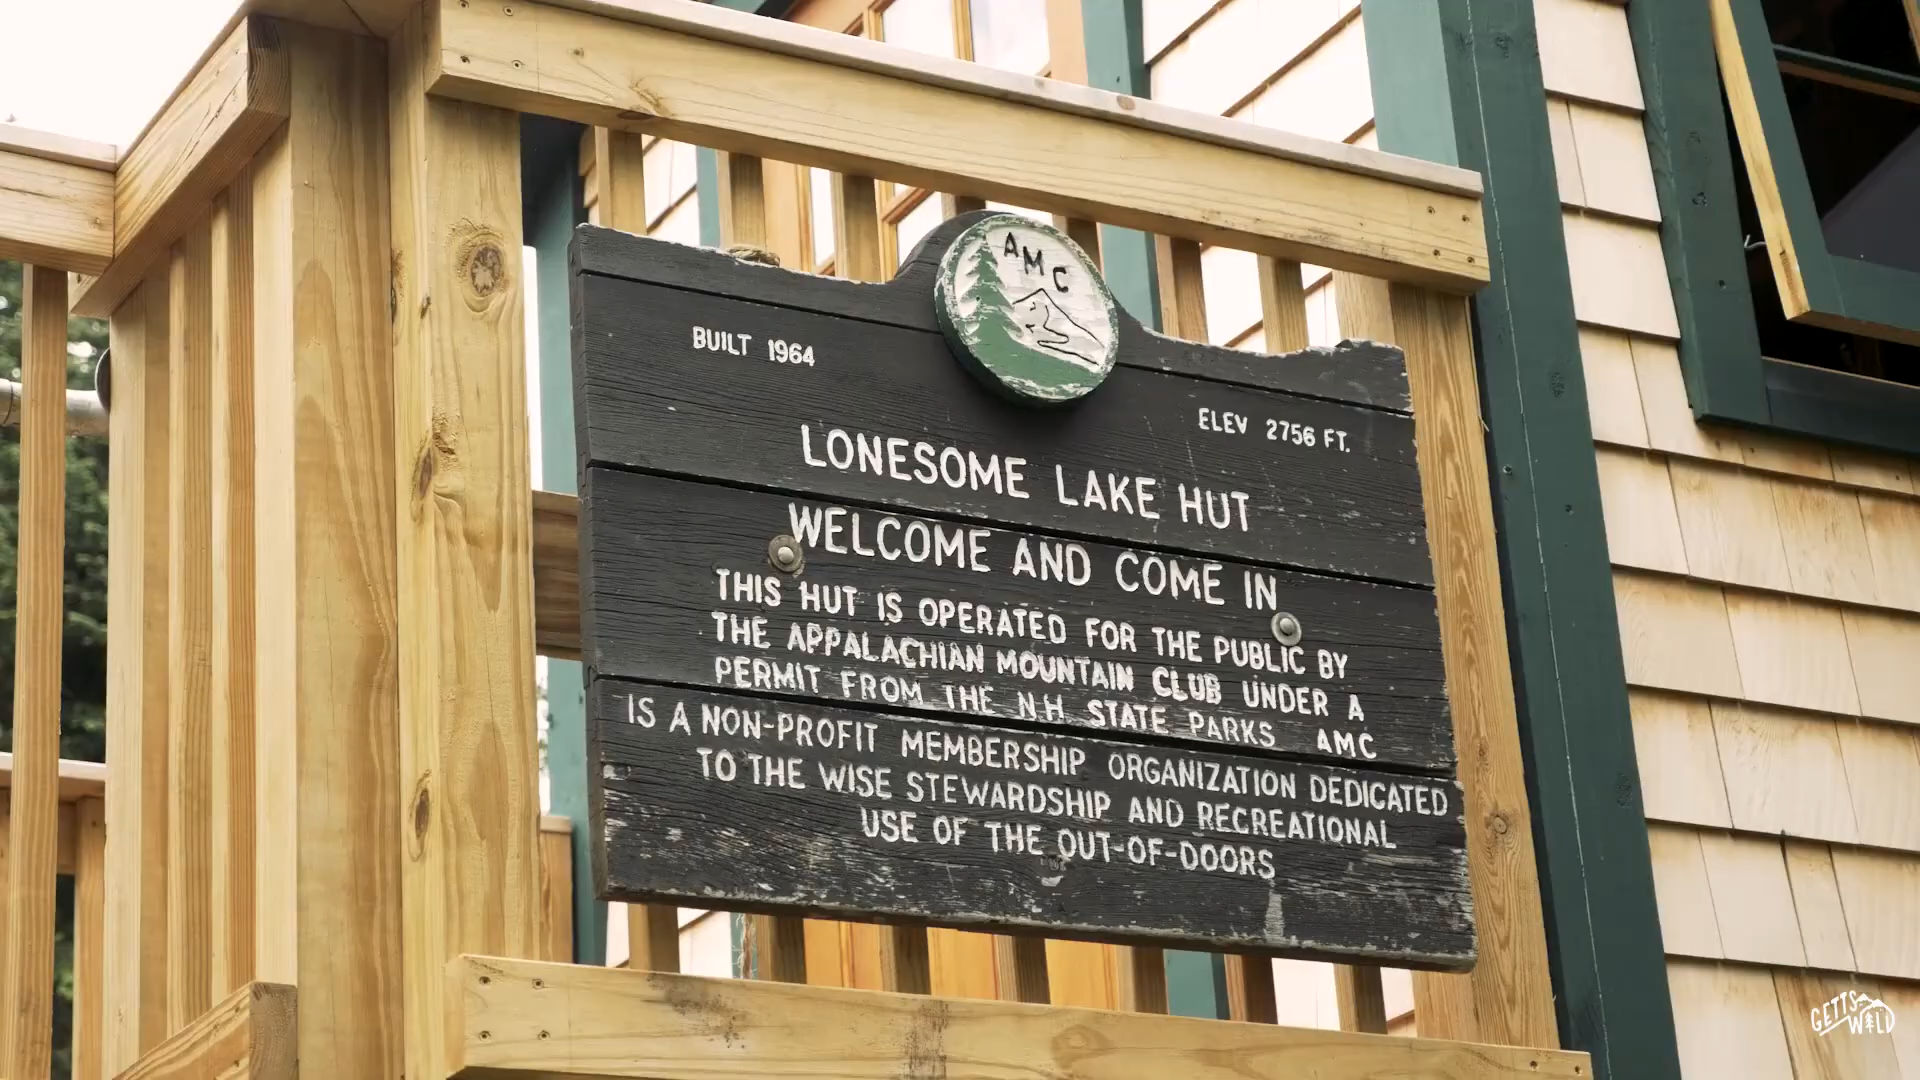 AMC
BUILT 1964
ELEV 2756 FT.
LONESOME LAKE HUT
WELCOME AND COME IN
THIS HUT IS OPERATED FOR THE PUBLIC BY
THE APPALACHIAN MOUNTAIN CLUB UNDER A
PERMIT FROM THE N.H. STATE PARKS AMC
IS A NON-PROFIT MEMBERSHIP ORGANIZATION DEDICATED
TO THE WISE STEWARDSHIP AND RECREATIONAL
USE OF THE OUT-OF-DOORS
GETTS
WILD